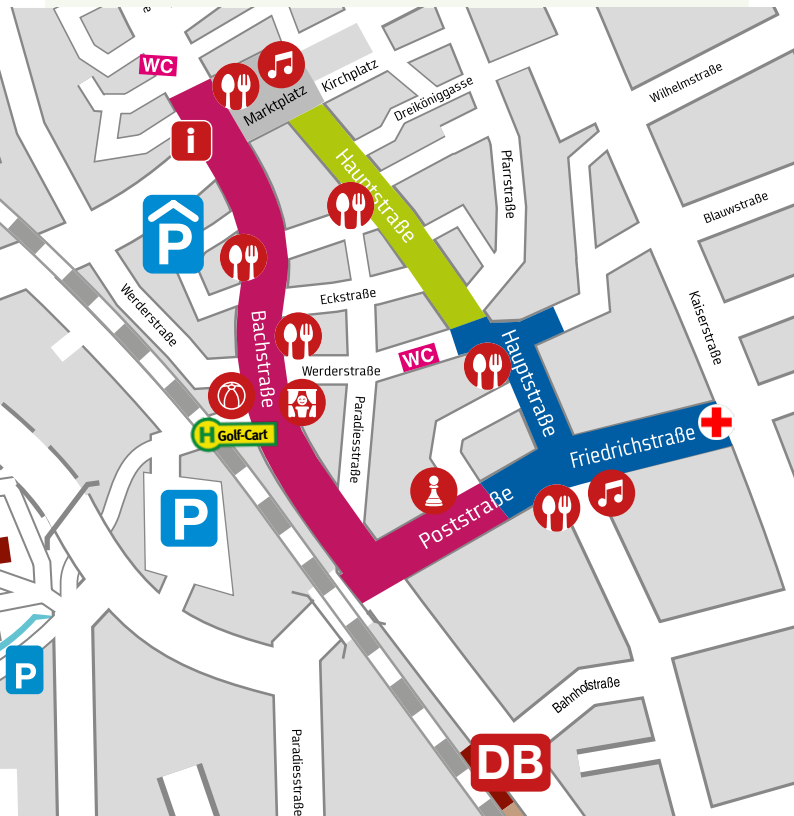 WC
Kirchplatz
Marktplatz
Dreiköniggasse
Wilhelmstraße
i
P
Hauptstraße
Pfarrstraße
Blauwstraße
Werderstraße
Eckstraße
Kaiserstraße
Bachstraße
WC
Werderstraße
Hauptstraße
Paradiesstraße
H Golf-Cart
Friedrichstraße
P
Poststraße
P
Bahnhofstraße
Paradiesstraße
DB